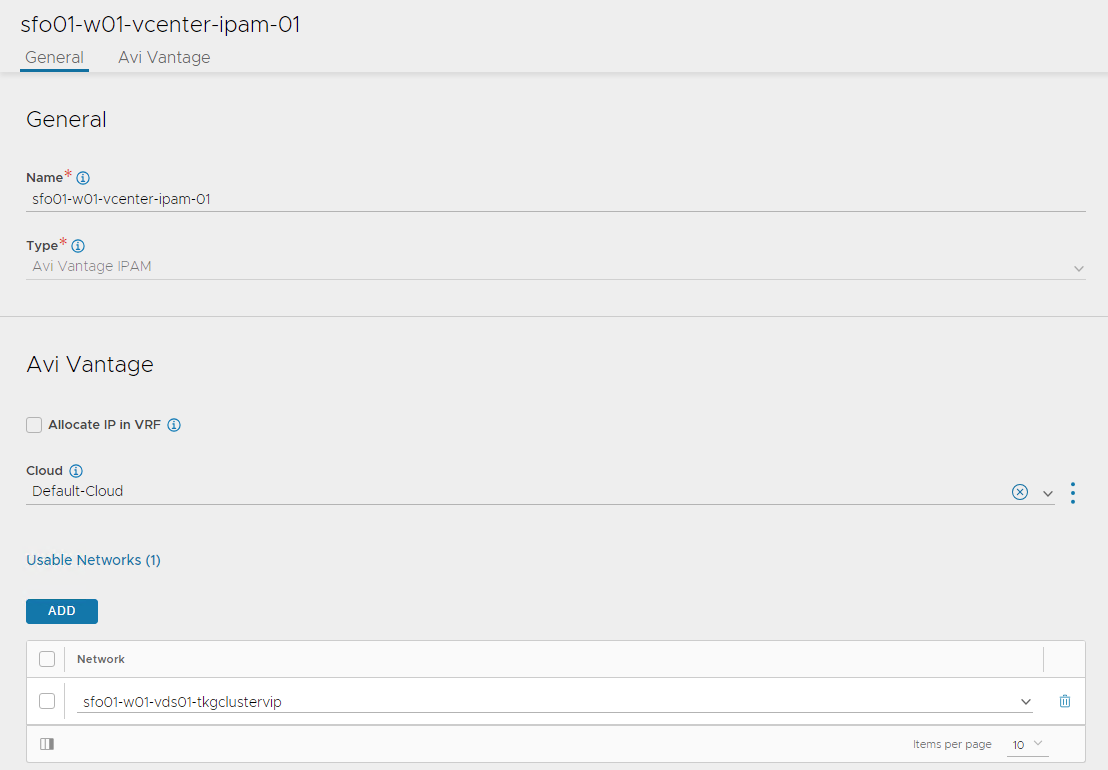 sfo01-w01-vcenter-ipam-01
General Avi Vantage
General
Name*
sfo01-w01-vcenter-ipam-01
Type*
Avi Vantage IPAM
Avi Vantage
Allocate IP in VRF
Cloud
Default-Cloud
Usable Networks (1)
ADD
Network
sfo01-w01-vds01-tkgclustervip
Items per page 10